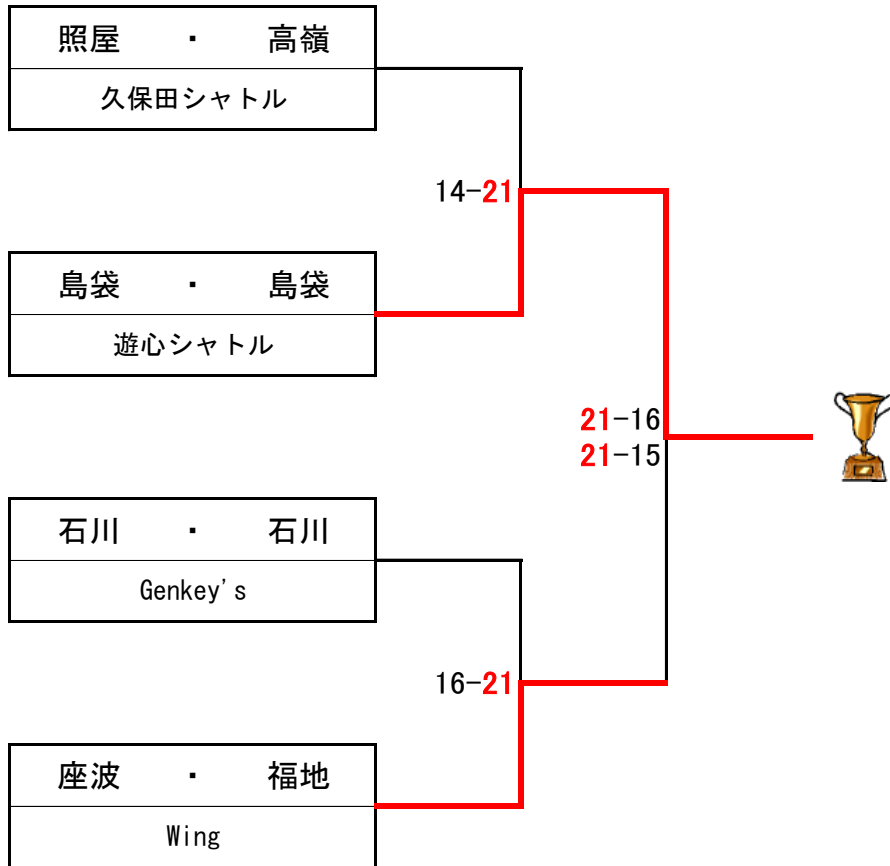 照屋 ・ 高嶺
久保田シャトル
14-21
島袋 ・ 島袋
遊心シャトル
21-16
21-15
石川 ・ 石川
Genkey's
16-21
座波 ・ 福地
Wing